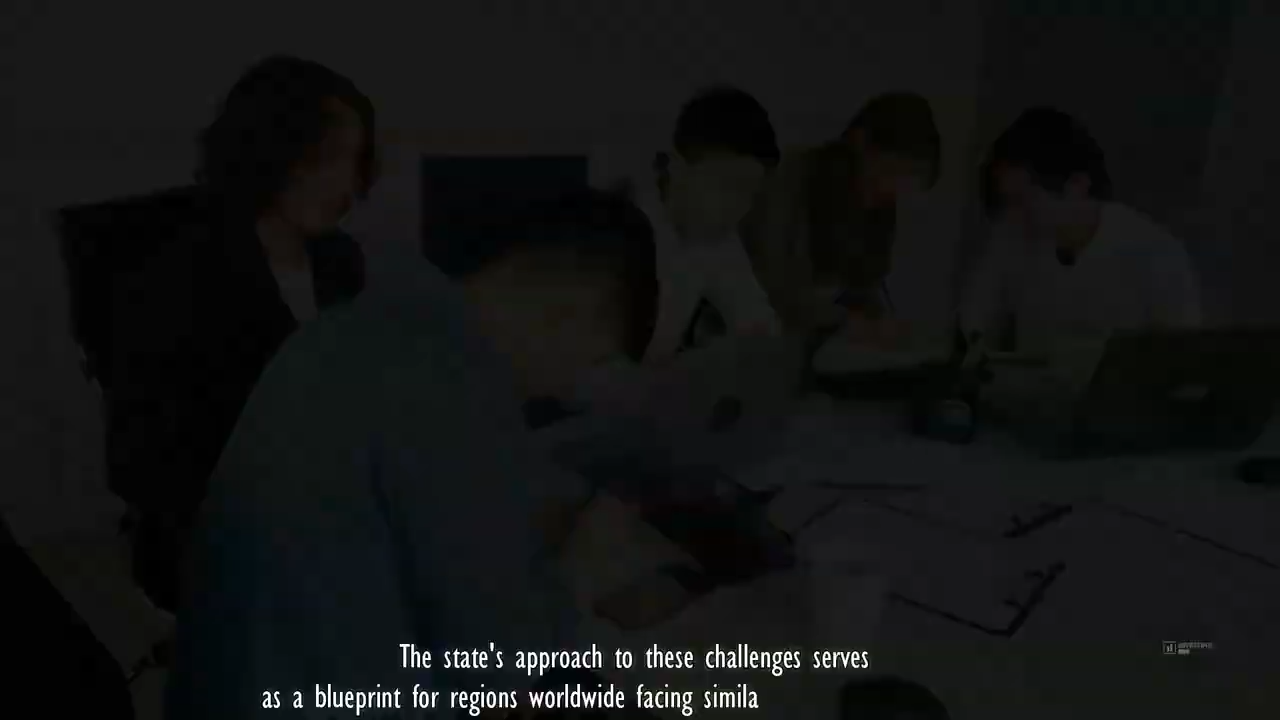 The state's approach to these challenges serves
as a blueprint for regions worldwide facing simila